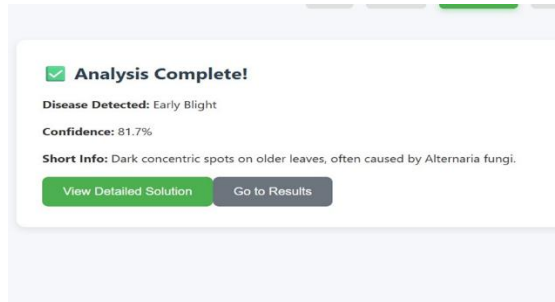 ✅ Analysis Complete!
Disease Detected: Early Blight
Confidence: 81.7%
Short Info: Dark concentric spots on older leaves, often caused by Alternaria fungi.
View Detailed Solution Go to Results